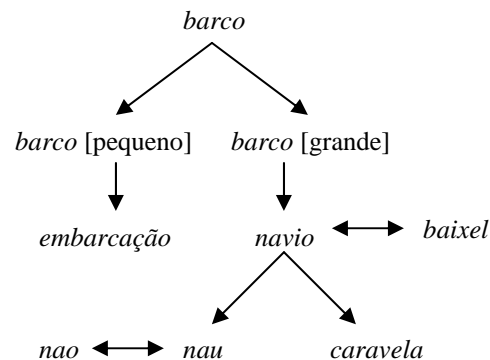 barco
barco [pequeno] barco [grande]
embarcação navio baixel
nao nau caravela